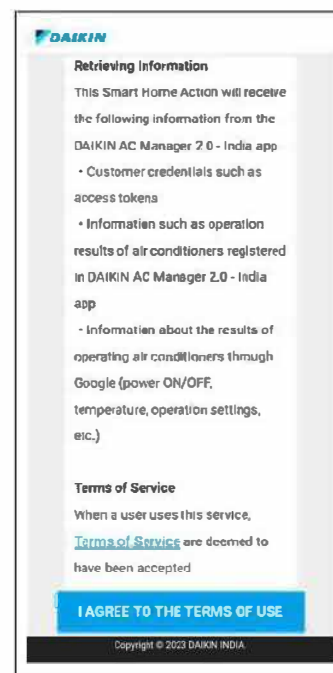 DAIKIN
Retrieving Information
This Smart Home Action will receive
the following information from the
DAIKIN AC Manager 2.0 - India app
・Customer credentials such as
access tokens
・Information such as operation
results of air conditioners registered
in DAIKIN AC Manager 2.0 - India
app
・Information about the results of
operating air conditioners through
Google (power ON/OFF,
temperature, operation settings,
etc.)
Terms of Service
When a user uses this service,
Terms of Service are deemed to
have been accepted
I AGREE TO THE TERMS OF USE
Copyright © 2023 DAIKIN INDIA